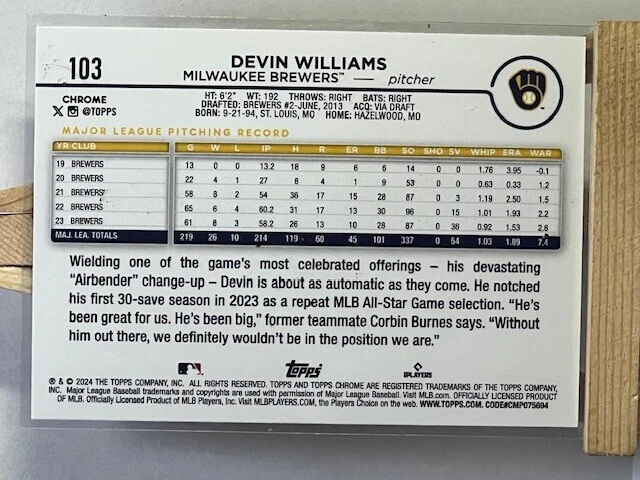 103
DEVIN WILLIAMS
MILWAUKEE BREWERS™ — pitcher
CHROME
X @TOPPS
HT: 6'2" WT: 192 THROWS: RIGHT BATS: RIGHT
DRAFTED: BREWERS #2-JUNE, 2013 ACQ: VIA DRAFT
BORN: 9-21-94, ST. LOUIS, MO HOME: HAZELWOOD, MO
MAJOR LEAGUE PITCHING RECORD
YR CLUB G W L IP H R ER BB SO SHO SV WHIP ERA WAR
19 BREWERS 13 0 0 13.2 18 9 6 6 14 0 0 1.76 3.95 -0.1
20 BREWERS 22 4 1 27 8 4 1 9 53 0 0 0.63 0.33 1.2
21 BREWERS 58 8 2 54 36 17 15 28 87 0 3 1.19 2.50 1.5
22 BREWERS 65 6 4 60.2 31 17 13 30 96 0 15 1.01 1.93 2.2
23 BREWERS 61 8 3 58.2 26 13 10 28 87 0 36 0.92 1.53 2.6
MAJ. LEA. TOTALS 219 26 10 214 119 60 45 101 337 0 54 1.03 1.89 7.4
Wielding one of the game's most celebrated offerings – his devastating
"Airbender" change-up – Devin is about as automatic as they come. He notched
his first 30-save season in 2023 as a repeat MLB All-Star Game selection. "He's
been great for us. He's been big," former teammate Corbin Burnes says. "Without
him out there, we definitely wouldn't be in the position we are."
topps
PLAYERS
® & © 2024 THE TOPPS COMPANY, INC. ALL RIGHTS RESERVED. TOPPS AND TOPPS CHROME ARE REGISTERED TRADEMARKS OF THE TOPPS COMPANY,
INC. Major League Baseball trademarks and copyrights are used with permission of Major League Baseball. Visit MLB.com. OFFICIALLY LICENSED PRODUCT
OF MLB. Officially Licensed Product of MLB Players, Inc. Visit MLBPLAYERS.COM, the Players Choice on the web. WWW.TOPPS.COM. CODE#CMP075694